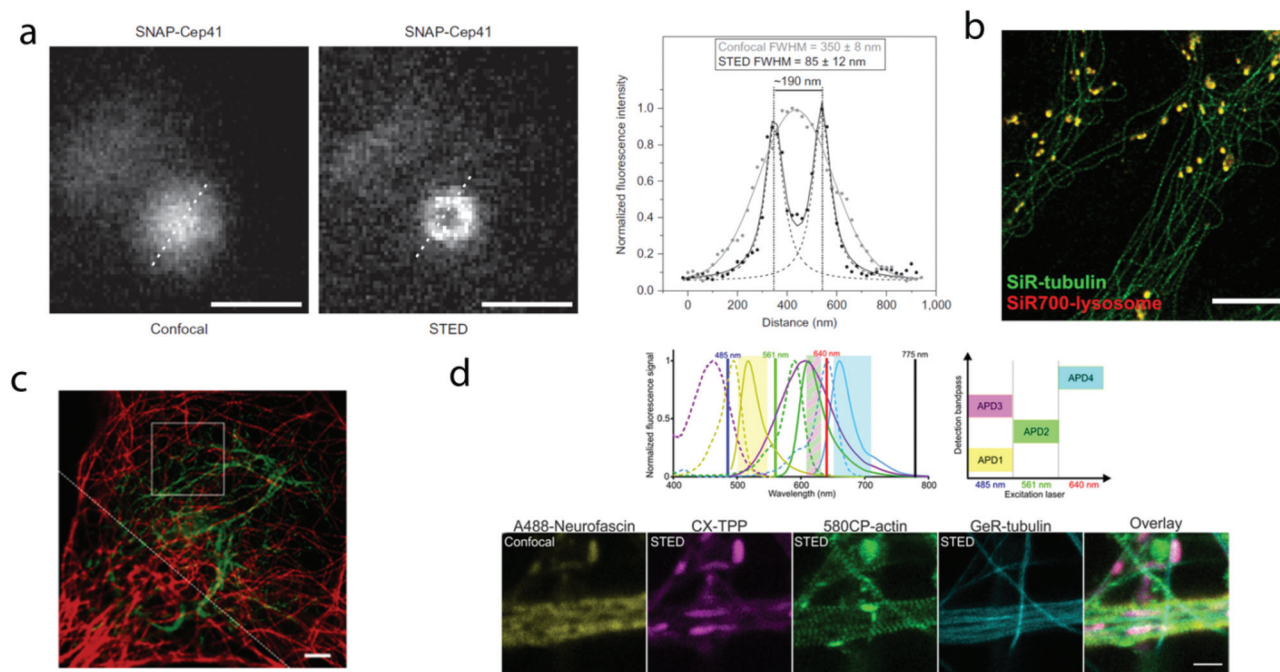 a
SNAP-Cep41
SNAP-Cep41
Confocal
STED
Confocal FWHM = 350 ± 8 nm
STED FWHM = 85 ± 12 nm
~190 nm
Normalized fluorescence intensity
1.0
0.8
0.6
0.4
0.2
0
0
200
400
600
800
1,000
Distance (nm)
b
SiR-tubulin
SiR700-lysosome
c
d
485 nm
561 nm
640 nm
775 nm
Normalized fluorescence signal
1
0.5
0
400
500
600
700
800
Wavelength (nm)
Detection bandpass
APD4
APD3
APD2
APD1
485 nm
561 nm
640 nm
Excitation laser
A488-Neurofascin
CX-TPP
580CP-actin
GeR-tubulin
Overlay
Confocal
STED
STED
STED